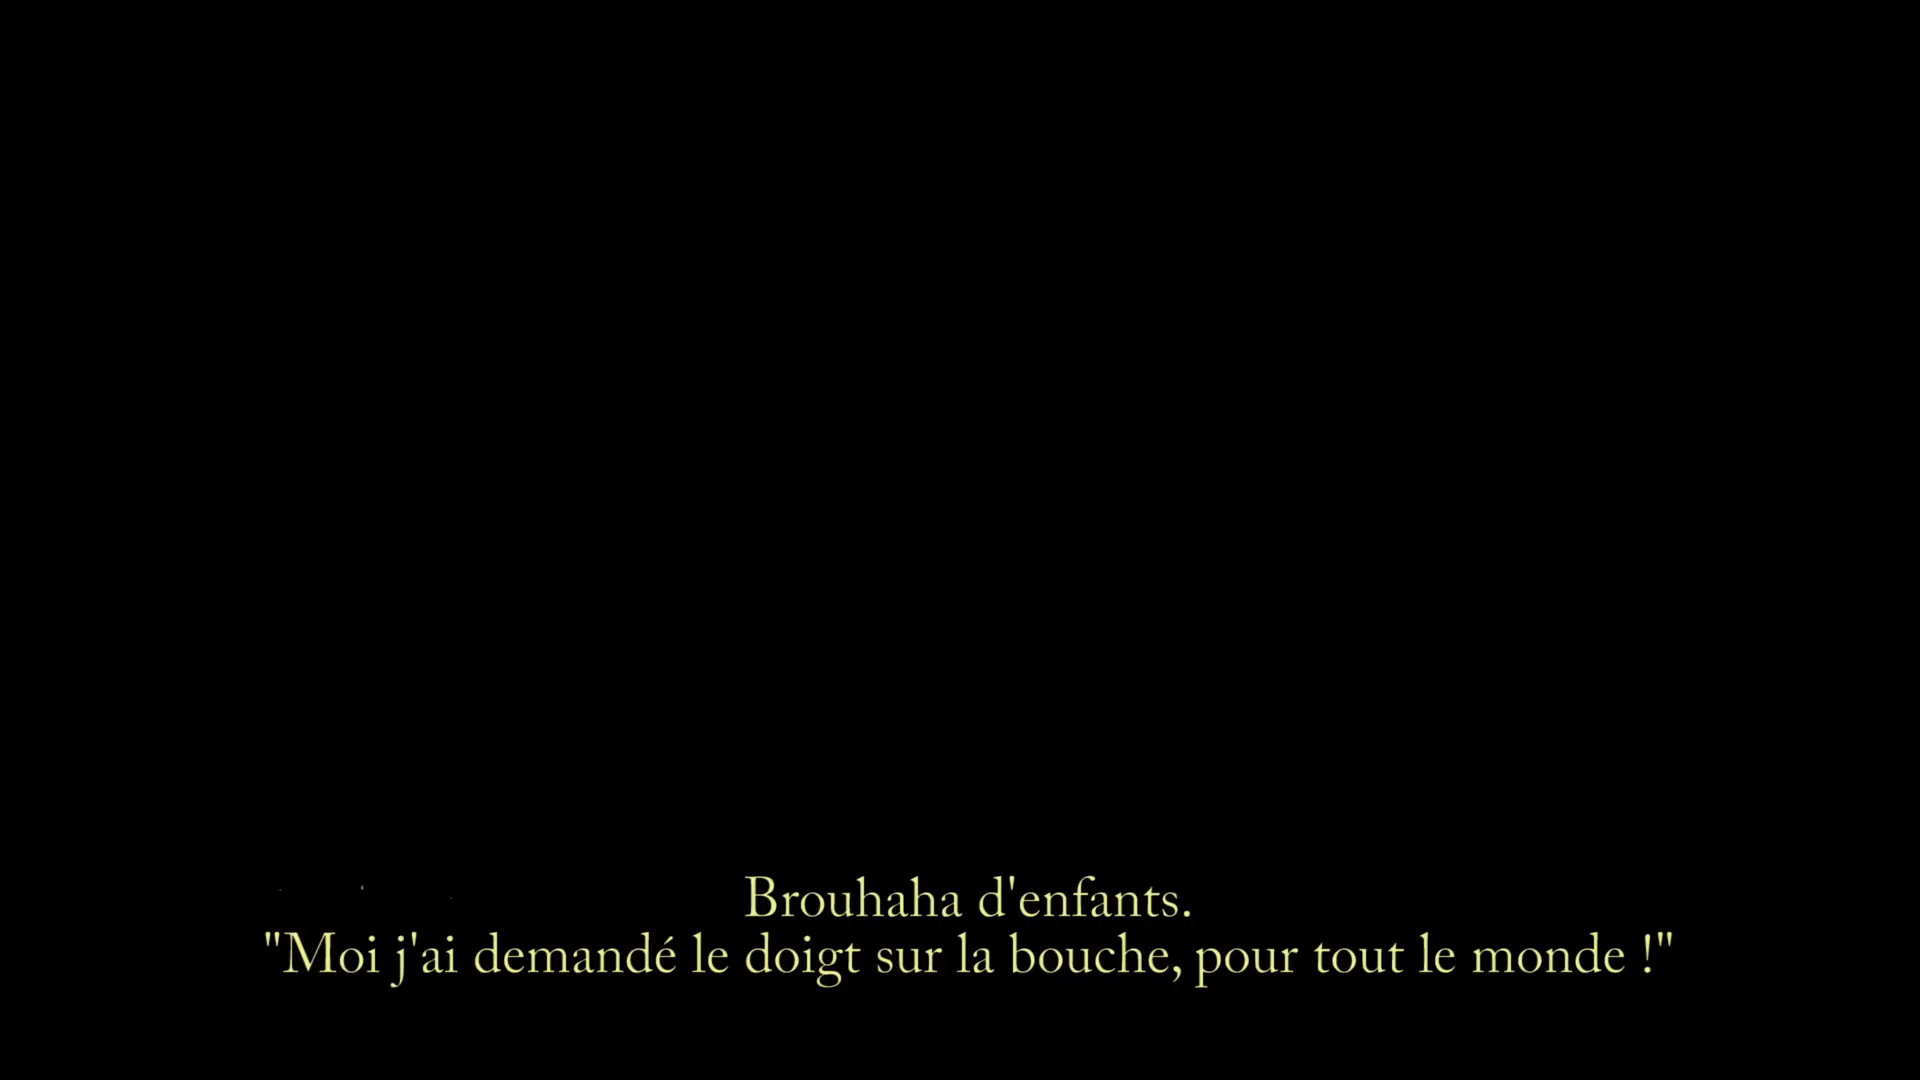 Brouhaha d'enfants.
"Moi j'ai demandé le doigt sur la bouche, pour tout le monde !"